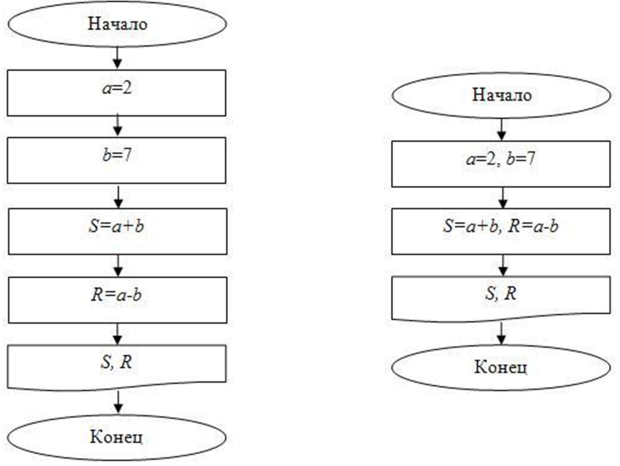 Начало
a=2
b=7
S=a+b
R=a-b
S, R
Конец
Начало
a=2, b=7
S=a+b, R=a-b
S, R
Конец